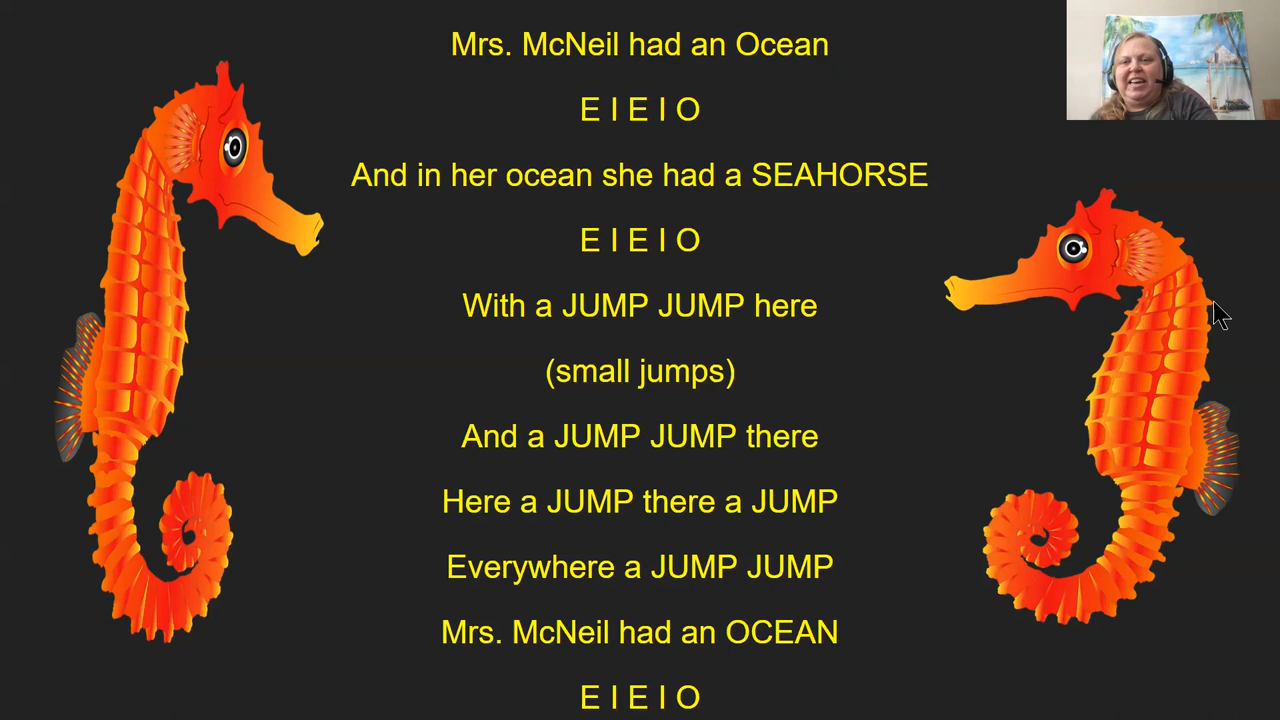 Mrs. McNeil had an Ocean
E I E I O
And in her ocean she had a SEAHORSE
E I E I O
With a JUMP JUMP here
(small jumps)
And a JUMP JUMP there
Here a JUMP there a JUMP
Everywhere a JUMP JUMP
Mrs. McNeil had an OCEAN
E I E I O